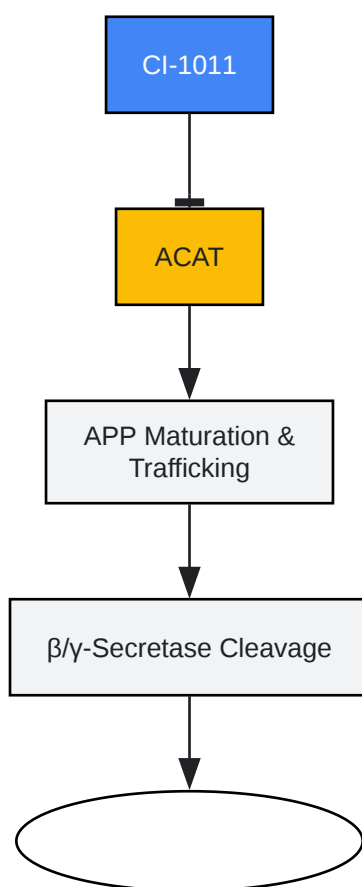 CI-1011
ACAT
APP Maturation &
Trafficking
β/γ-Secretase Cleavage